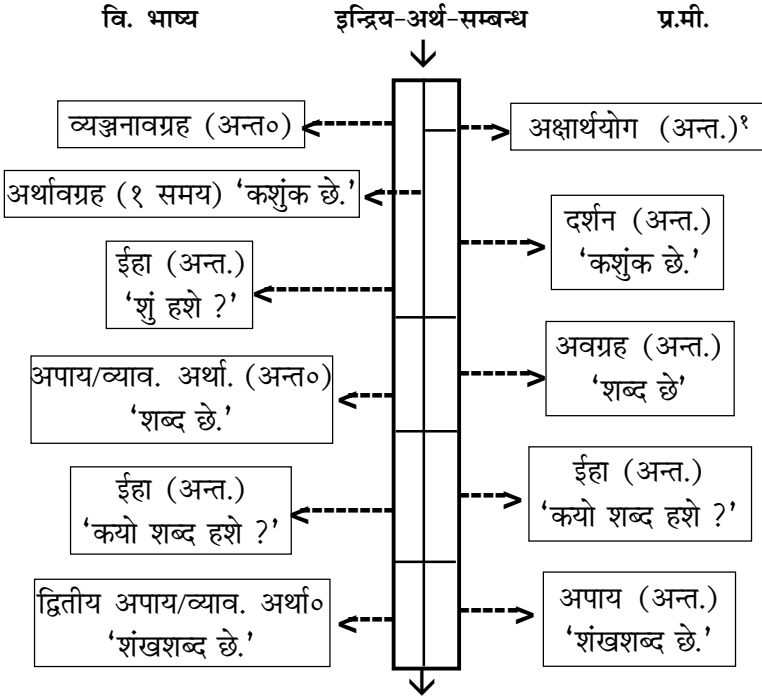 वि. भाष्य इन्द्रिय-अर्थ-सम्बन्ध प्र.मी.
व्यञ्जनावग्रह (अन्त०)
अक्षार्थयोग (अन्त.)१
अर्थावग्रह (१ समय) ‘कशुंक छे.’
दर्शन (अन्त.)
‘कशुंक छे.’
ईहा (अन्त.)
‘शुं हशे ?’
अवग्रह (अन्त.)
‘शब्द छे’
अपाय/व्याव. अर्था. (अन्त०)
‘शब्द छे.’
ईहा (अन्त.)
‘कयो शब्द हशे ?’
ईहा (अन्त.)
‘कयो शब्द हशे ?’
द्वितीय अपाय/व्याव. अर्था०
‘शंखशब्द छे.’
अपाय (अन्त.)
‘शंखशब्द छे.’